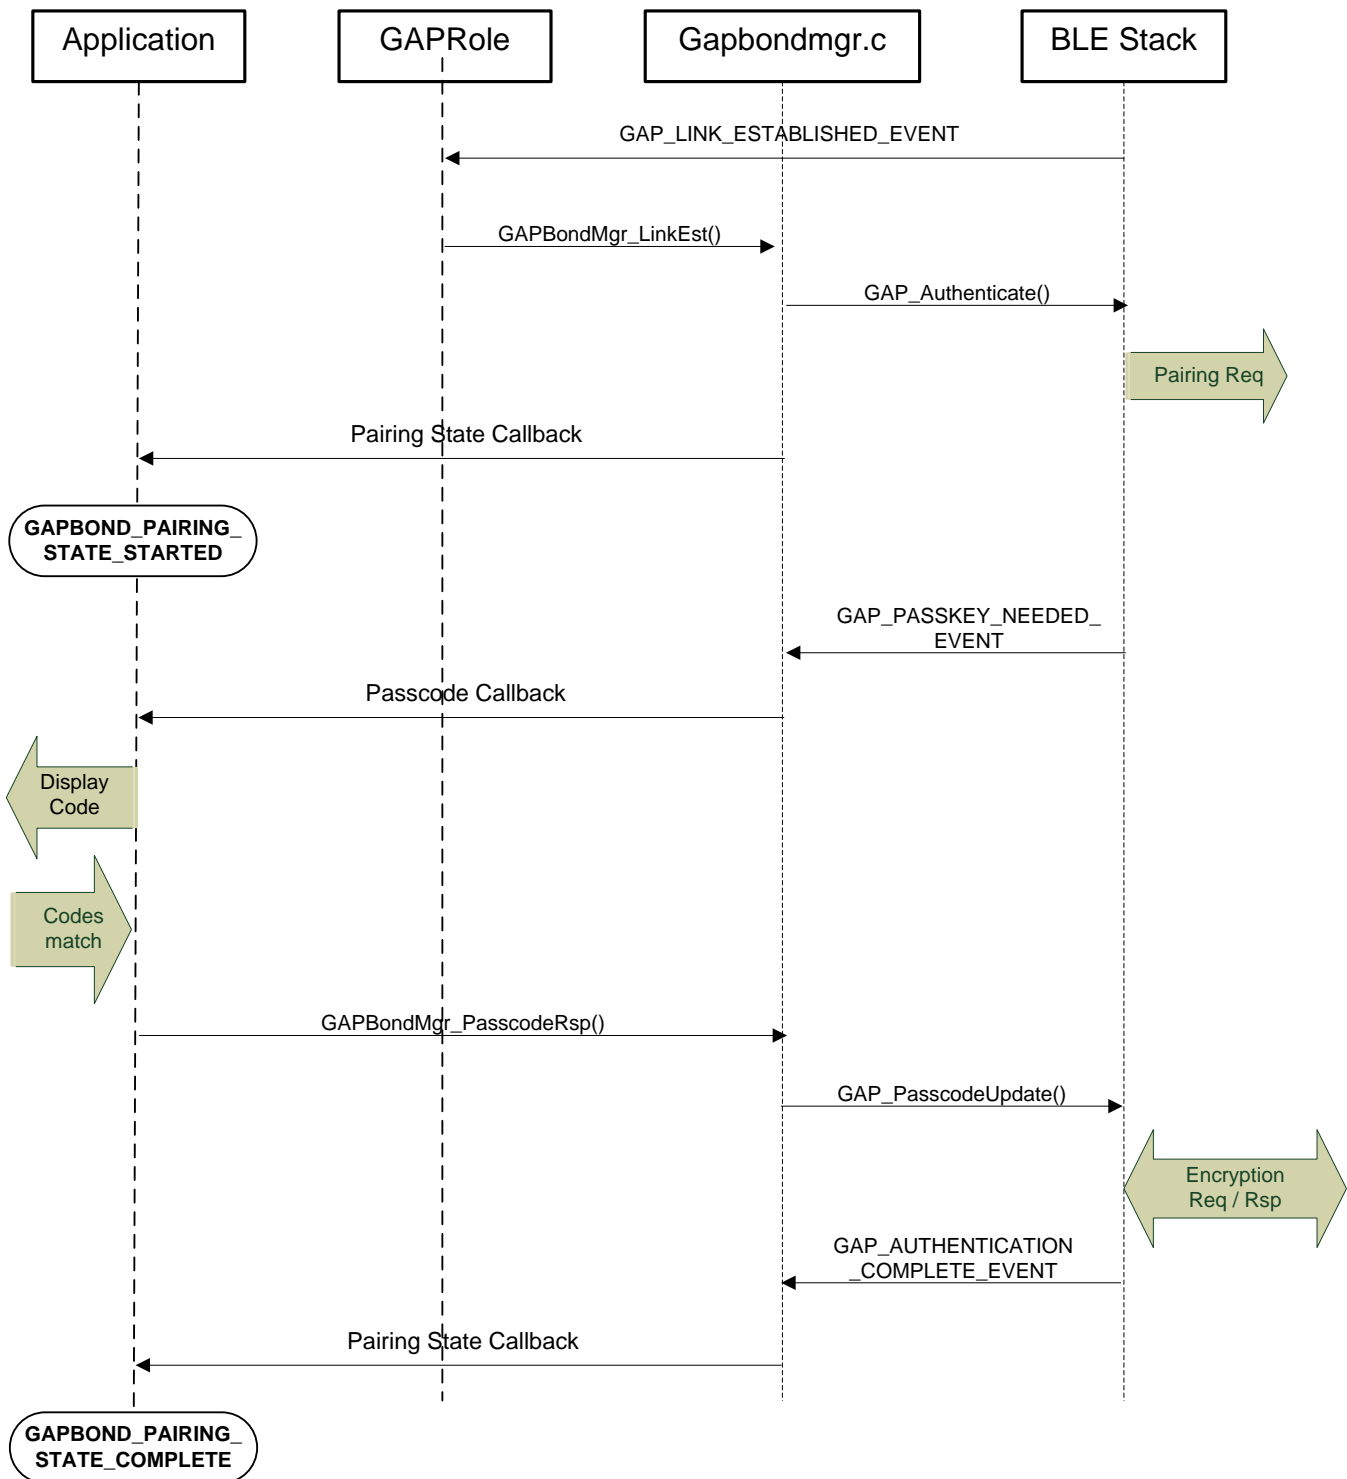 Application
GAPRole
Gapbondmgr.c
BLE Stack
GAP_LINK_ESTABLISHED_EVENT
GAPBondMgr_LinkEst()
GAP_Authenticate()
Pairing Req
Pairing State Callback
GAPBOND_PAIRING_
STATE_STARTED
GAP_PASSKEY_NEEDED_
EVENT
Passcode Callback
Display
Code
Codes
match
GAPBondMgr_PasscodeRsp()
GAP_PasscodeUpdate()
Encryption
Req / Rsp
GAP_AUTHENTICATION
_COMPLETE_EVENT
Pairing State Callback
GAPBOND_PAIRING_
STATE_COMPLETE